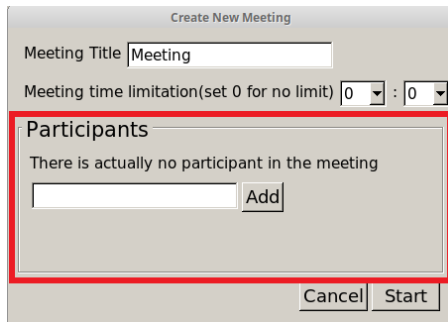 Create New Meeting
Meeting Title Meeting
Meeting time limitation(set 0 for no limit) 0 : 0
Participants
There is actually no participant in the meeting
Add
Cancel Start